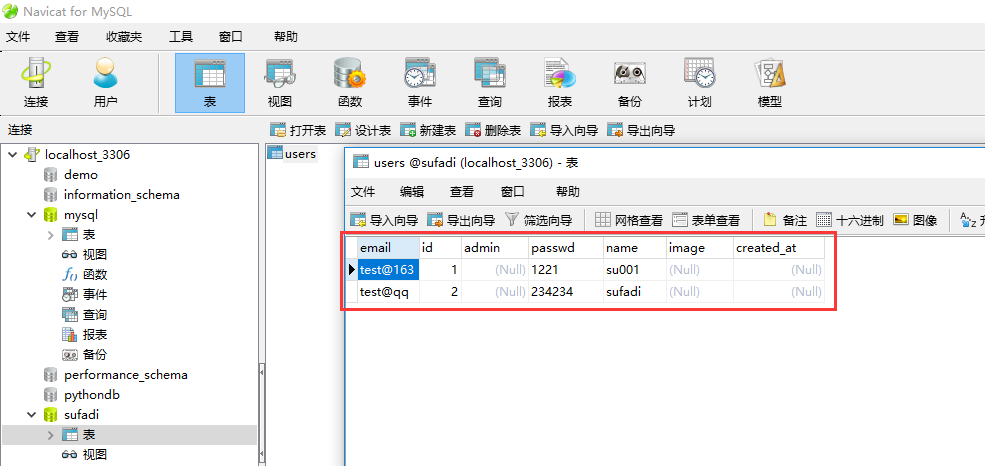 Navicat for MySQL
文件 查看 收藏夹 工具 窗口 帮助
连接 用户 表 视图 函数 事件 查询 报表 备份 计划 模型
连接 打开表 设计表 新建表 删除表 导入向导 导出向导
localhost_3306
demo
information_schema
mysql
表
视图
f()
函数
事件
查询
报表
备份
performance_schema
pythondb
sufadi
表
视图
users
users @sufadi (localhost_3306) - 表
文件 编辑 查看 窗口 帮助
导入向导 导出向导 筛选向导 网格查看 表单查看 备注 十六进制 图像
email id admin passwd name image created_at
test@163 1 (Null) 1221 su001 (Null) (Null)
test@qq 2 (Null) 234234 sufadi (Null) (Null)